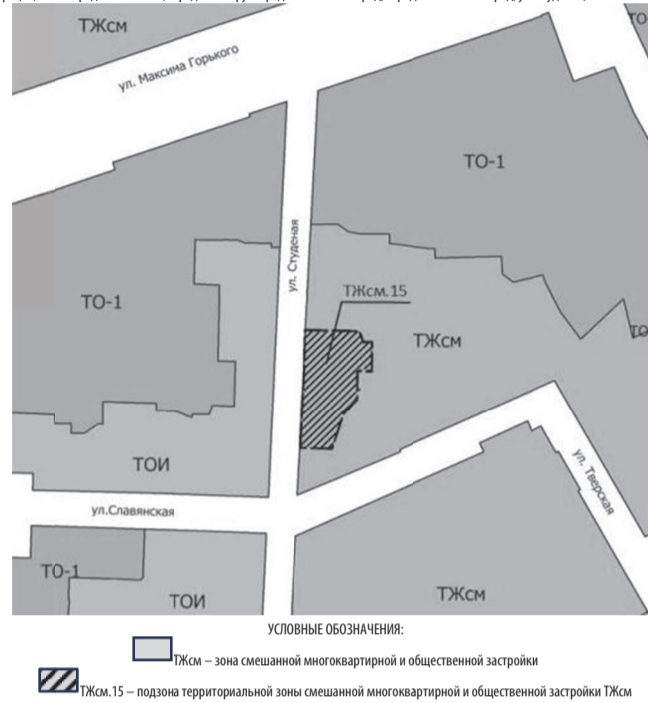 ТЖсм
ТО-
ул. Максима Горького
ТО-1
ул. Студеная
ТЖсм.15
ТО-1
ТЖсм
ТО
ТОИ
ул. Тверская
ул.Славянская
ТО-1
ТОИ
ТЖсм
УСЛОВНЫЕ ОБОЗНАЧЕНИЯ:
ТЖсм – зона смешанной многоквартирной и общественной застройки
ТЖсм.15 – подзона территориальной зоны смешанной многоквартирной и общественной застройки ТЖсм